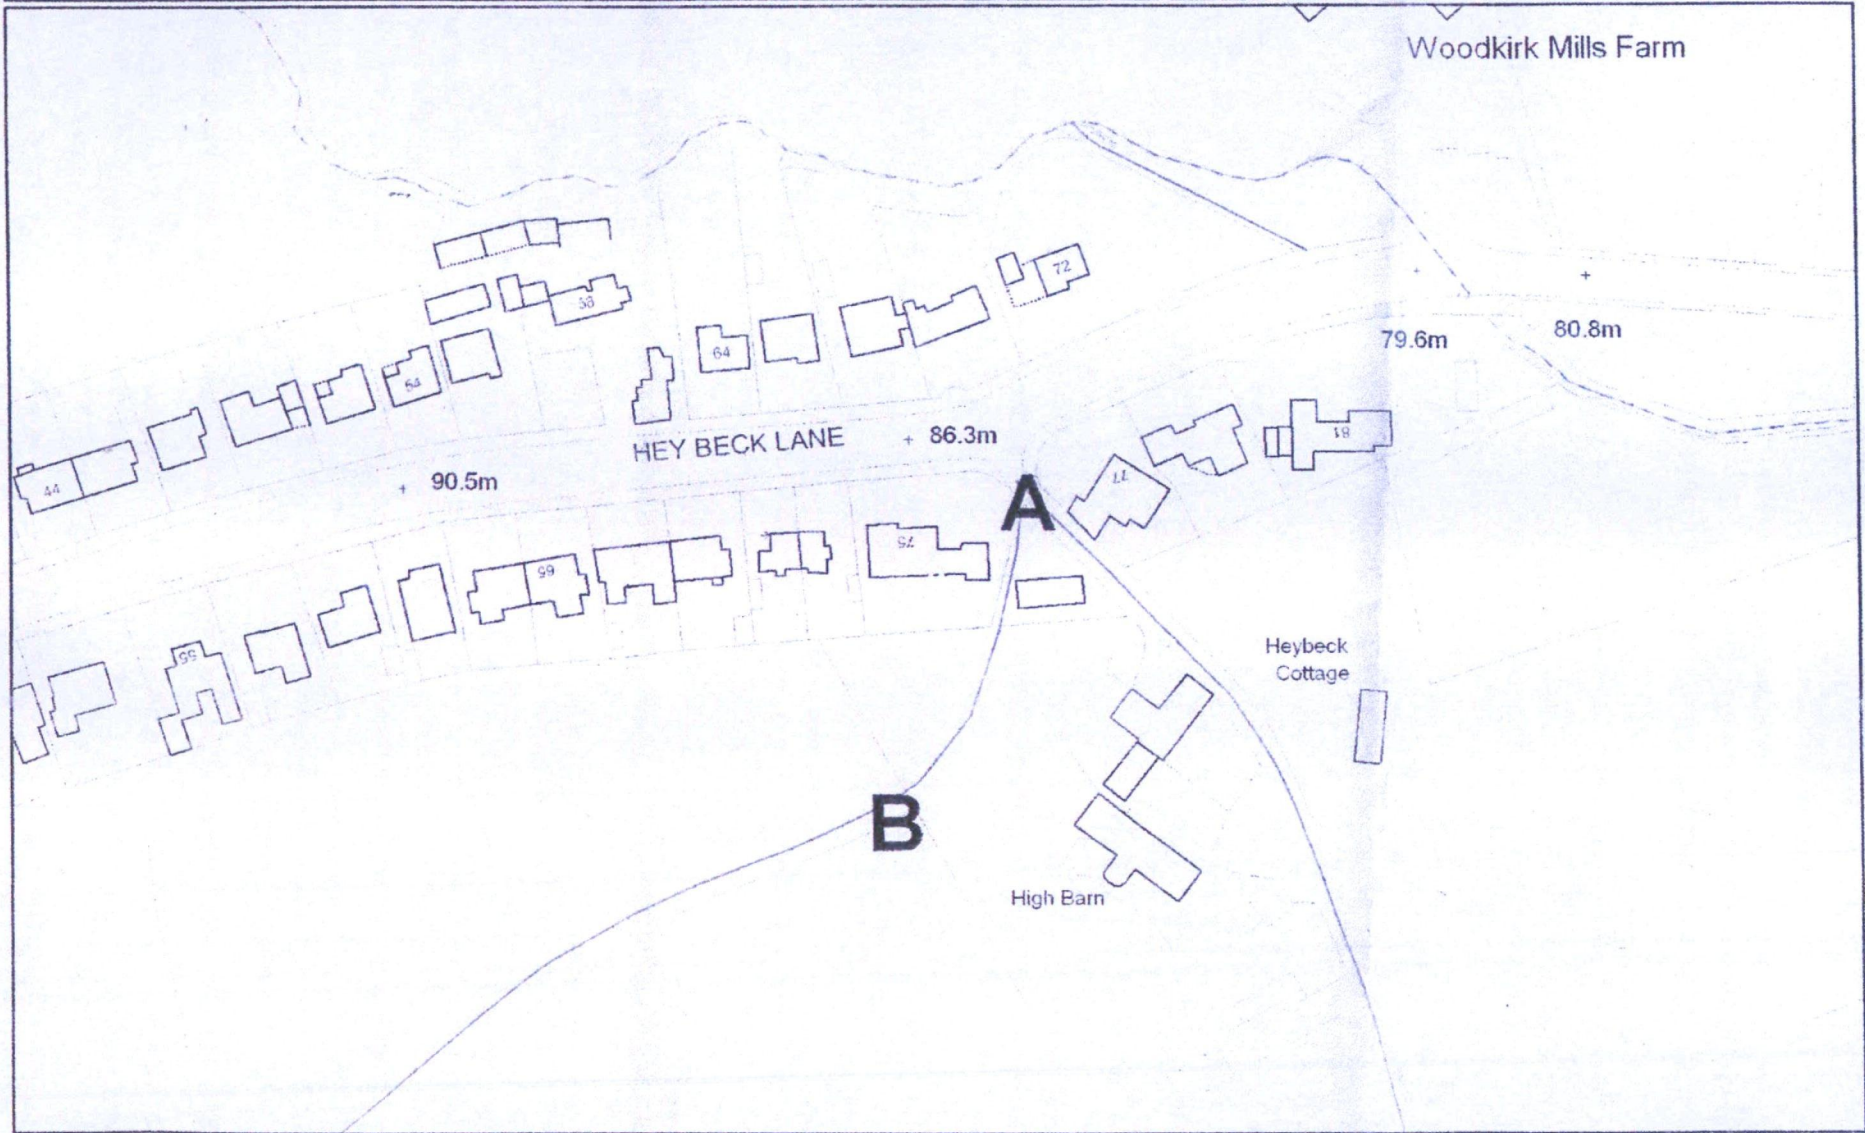 Woodkirk Mills Farm
72
58
79.6m
80.8m
64
54
HEY BECK LANE
86.3m
81
44
90.5m
77
A
75
65
55
Heybeck
Cottage
B
High Barn